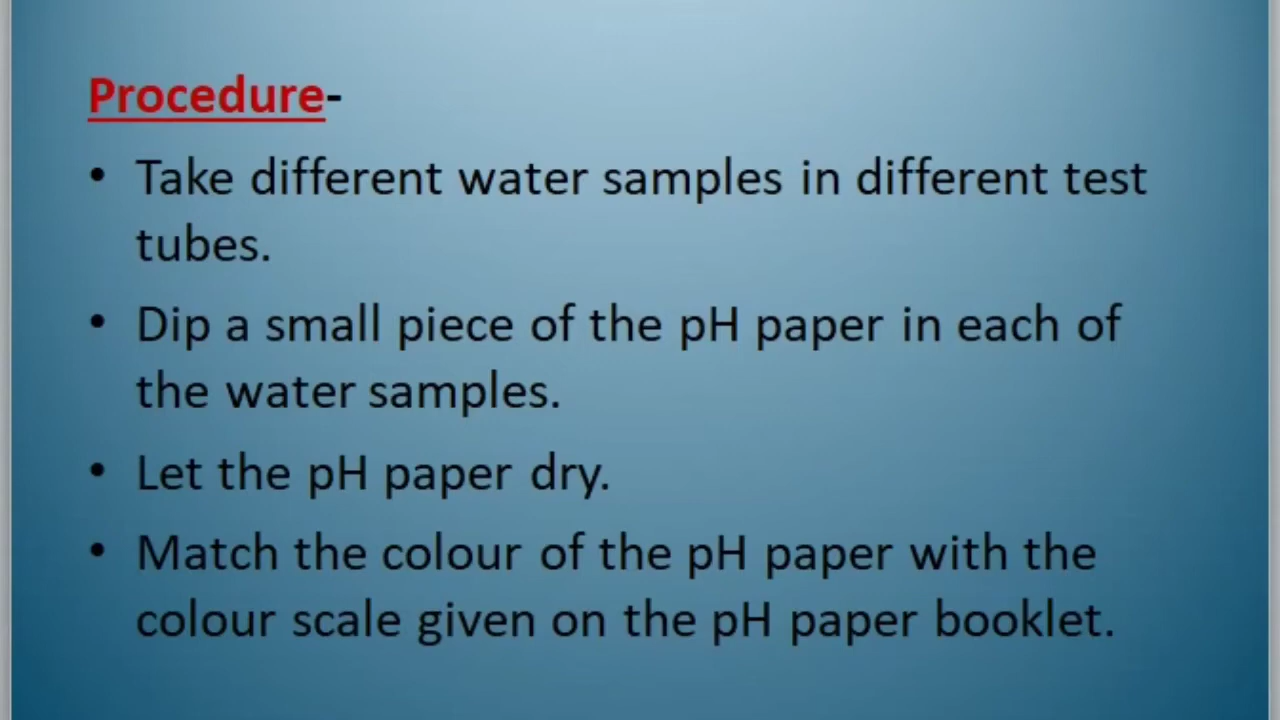 Procedure-
• Take different water samples in different test
tubes.
• Dip a small piece of the pH paper in each of
the water samples.
• Let the pH paper dry.
• Match the colour of the pH paper with the
colour scale given on the pH paper booklet.